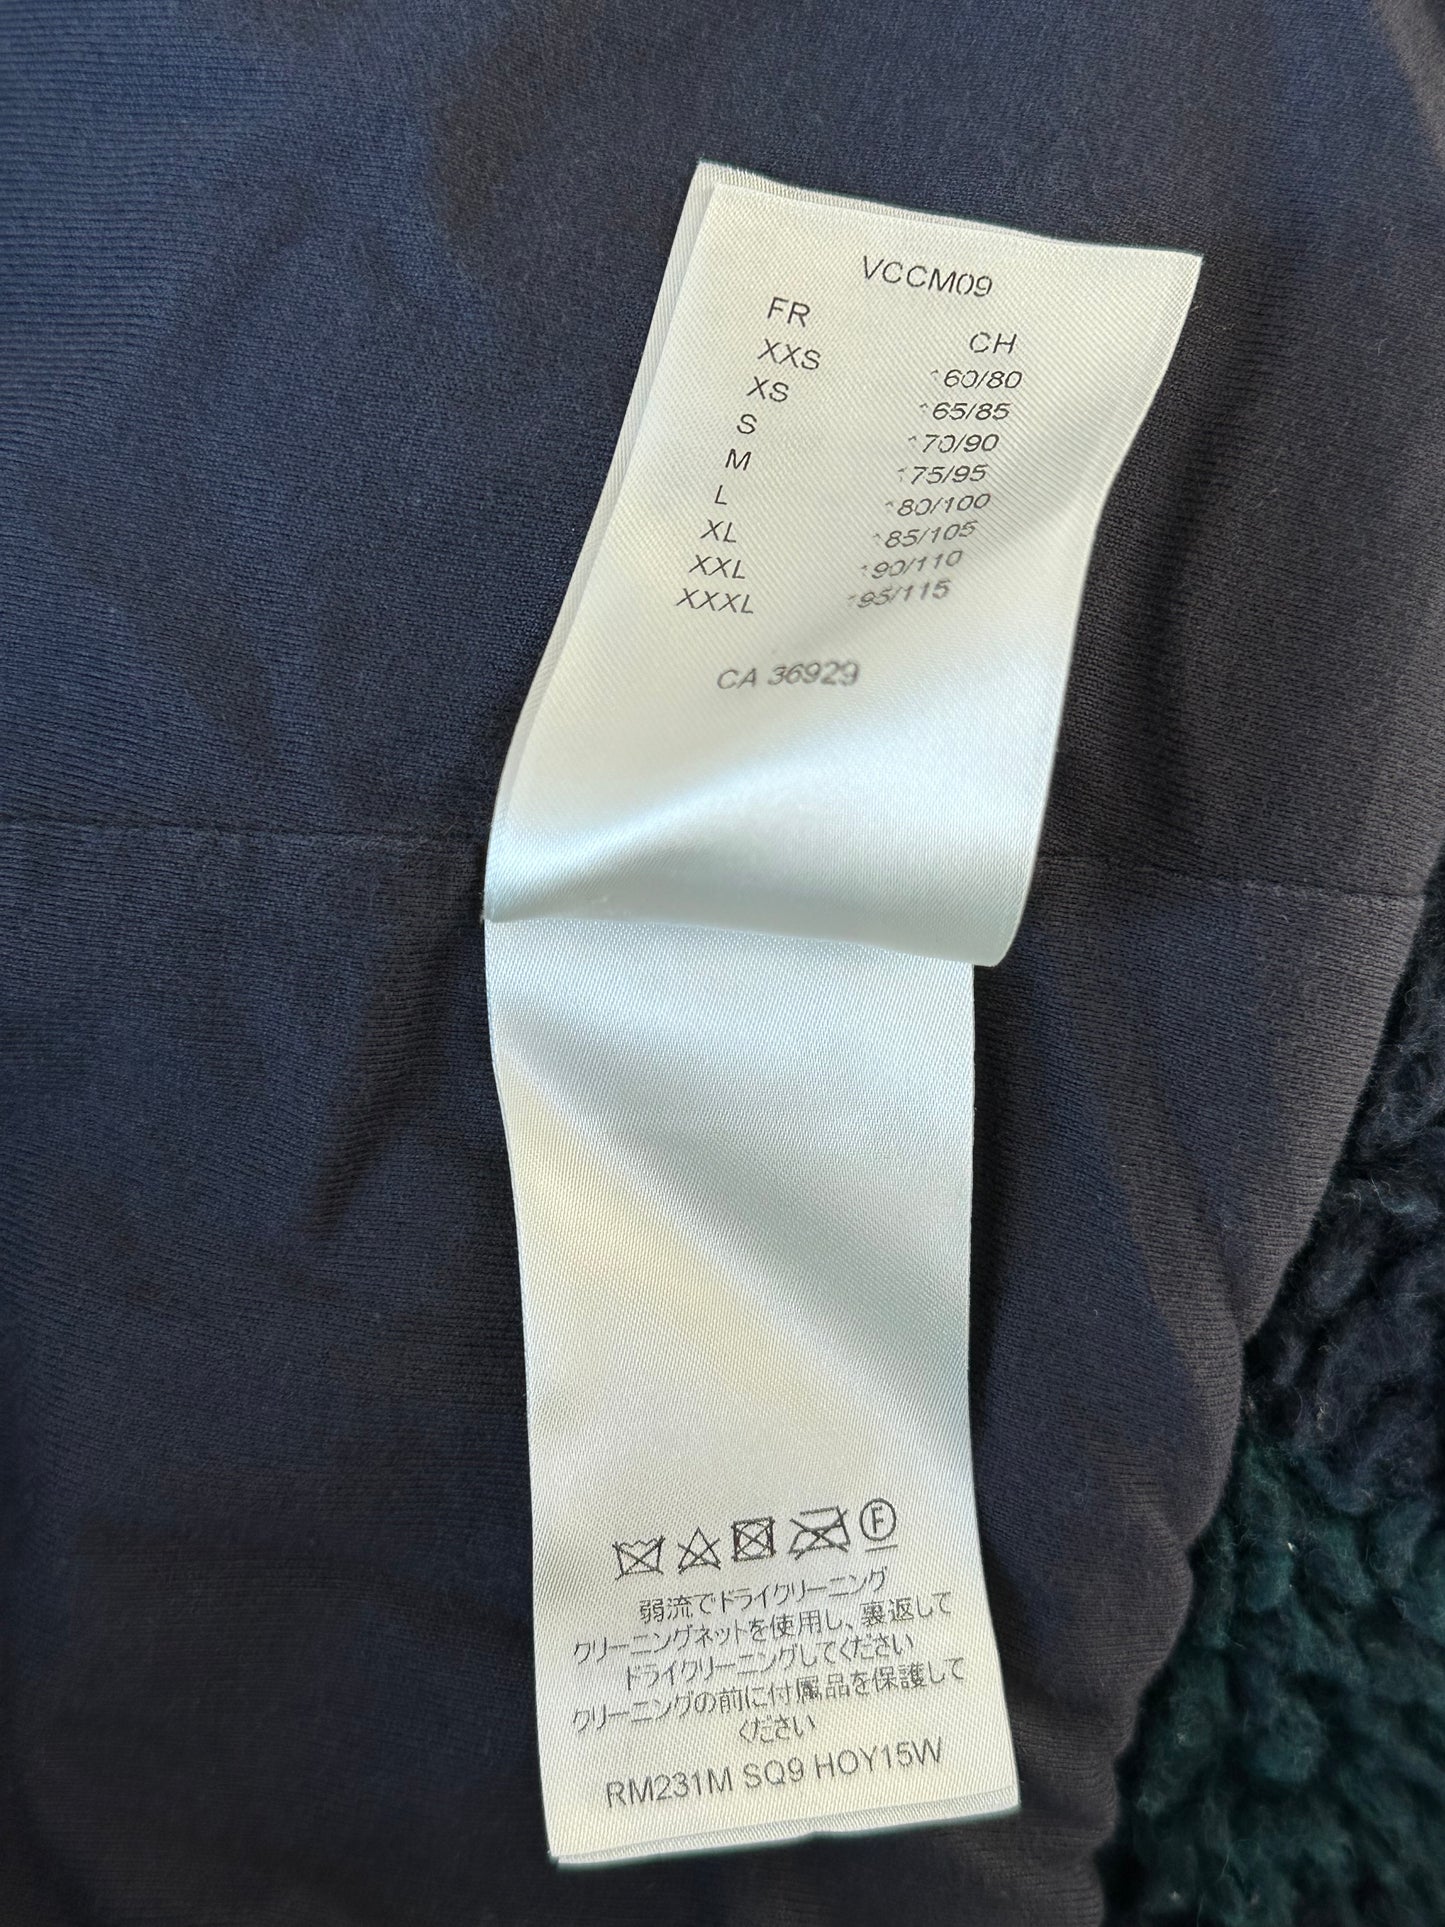 VCCM09
FR CH
XXS 160/80
XS 165/85
S 170/90
M 175/95
L 180/100
XL 185/105
XXL 190/110
XXXL 195/115
CA 36929
F
弱流でドライクリーニング
クリーニングネットを使用し、裏返して
ドライクリーニングしてください
クリーニングの前に付属品を保護して
ください
RM231M SQ9 HOY15W